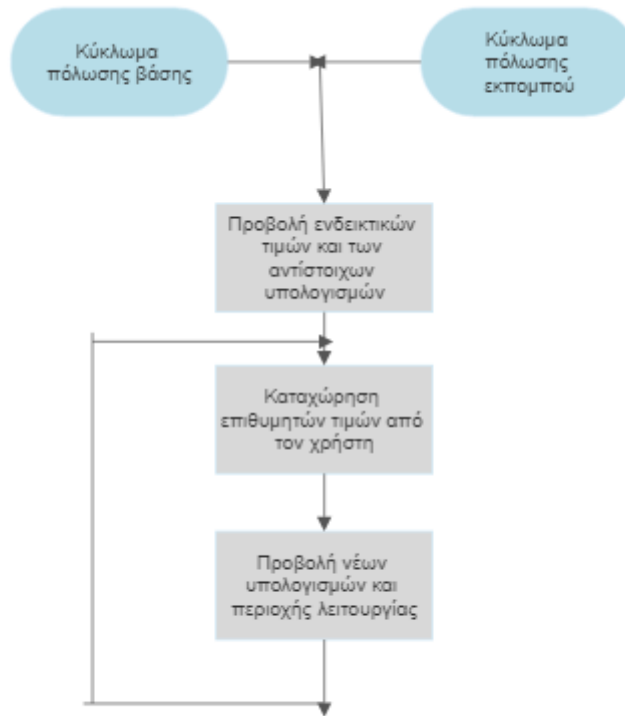 Κύκλωμα
πόλωσης βάσης
Κύκλωμα
πόλωσης
εκπομπού
Προβολή ενδεικτικών
τιμών και των
αντίστοιχων
υπολογισμών
Καταχώρηση
επιθυμητών τιμών από
τον χρήστη
Προβολή νέων
υπολογισμών και
περιοχής λειτουργίας